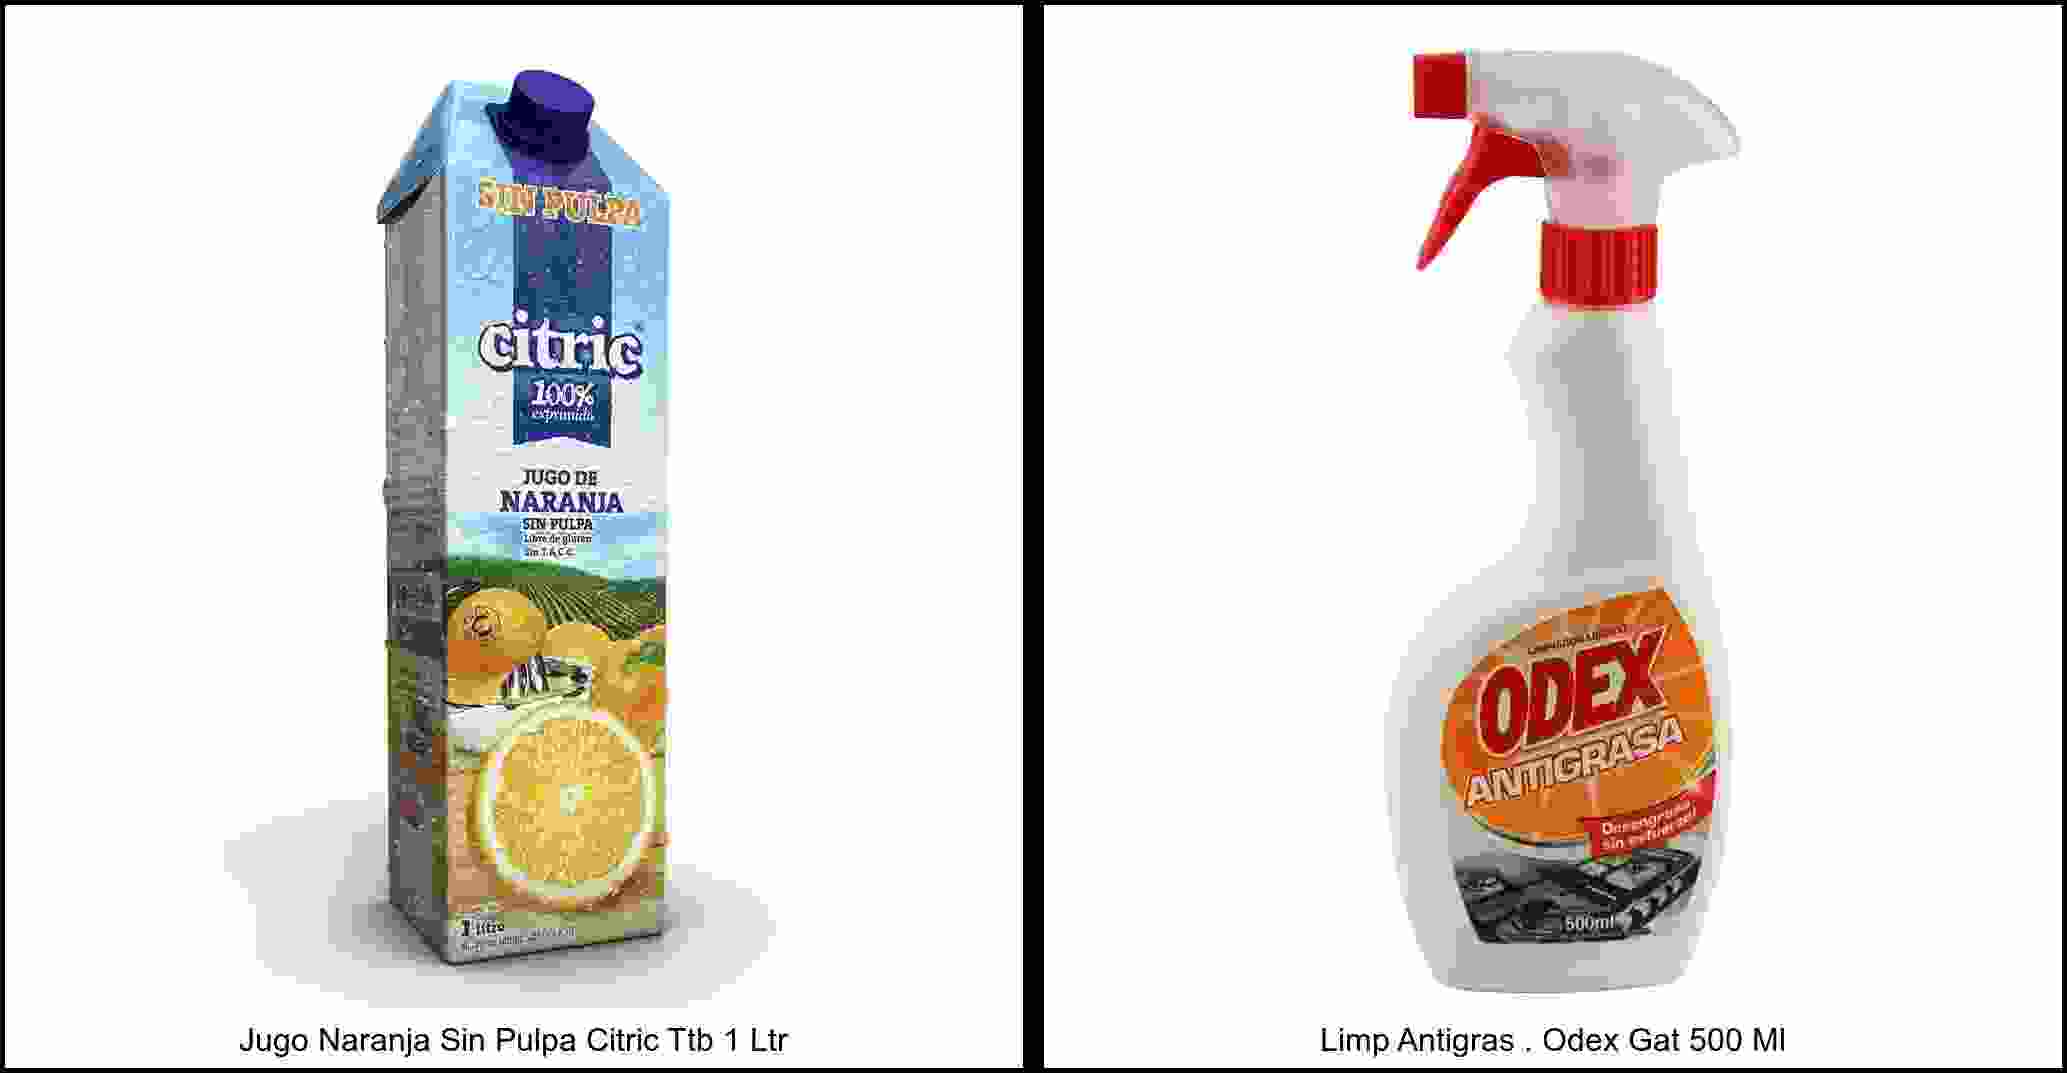 SIN PULPA
citric
100%
exprimido
JUGO DE
NARANJA
SIN PULPA
Libre de gluten
Sin T.A.C.C.
1 Litro
Jugo Naranja Sin Pulpa Citric Ttb 1 Ltr
ODEX
ANTIGRASA
Desengrasa
sin esfuerzo!
500ml
Limp Antigras . Odex Gat 500 Ml